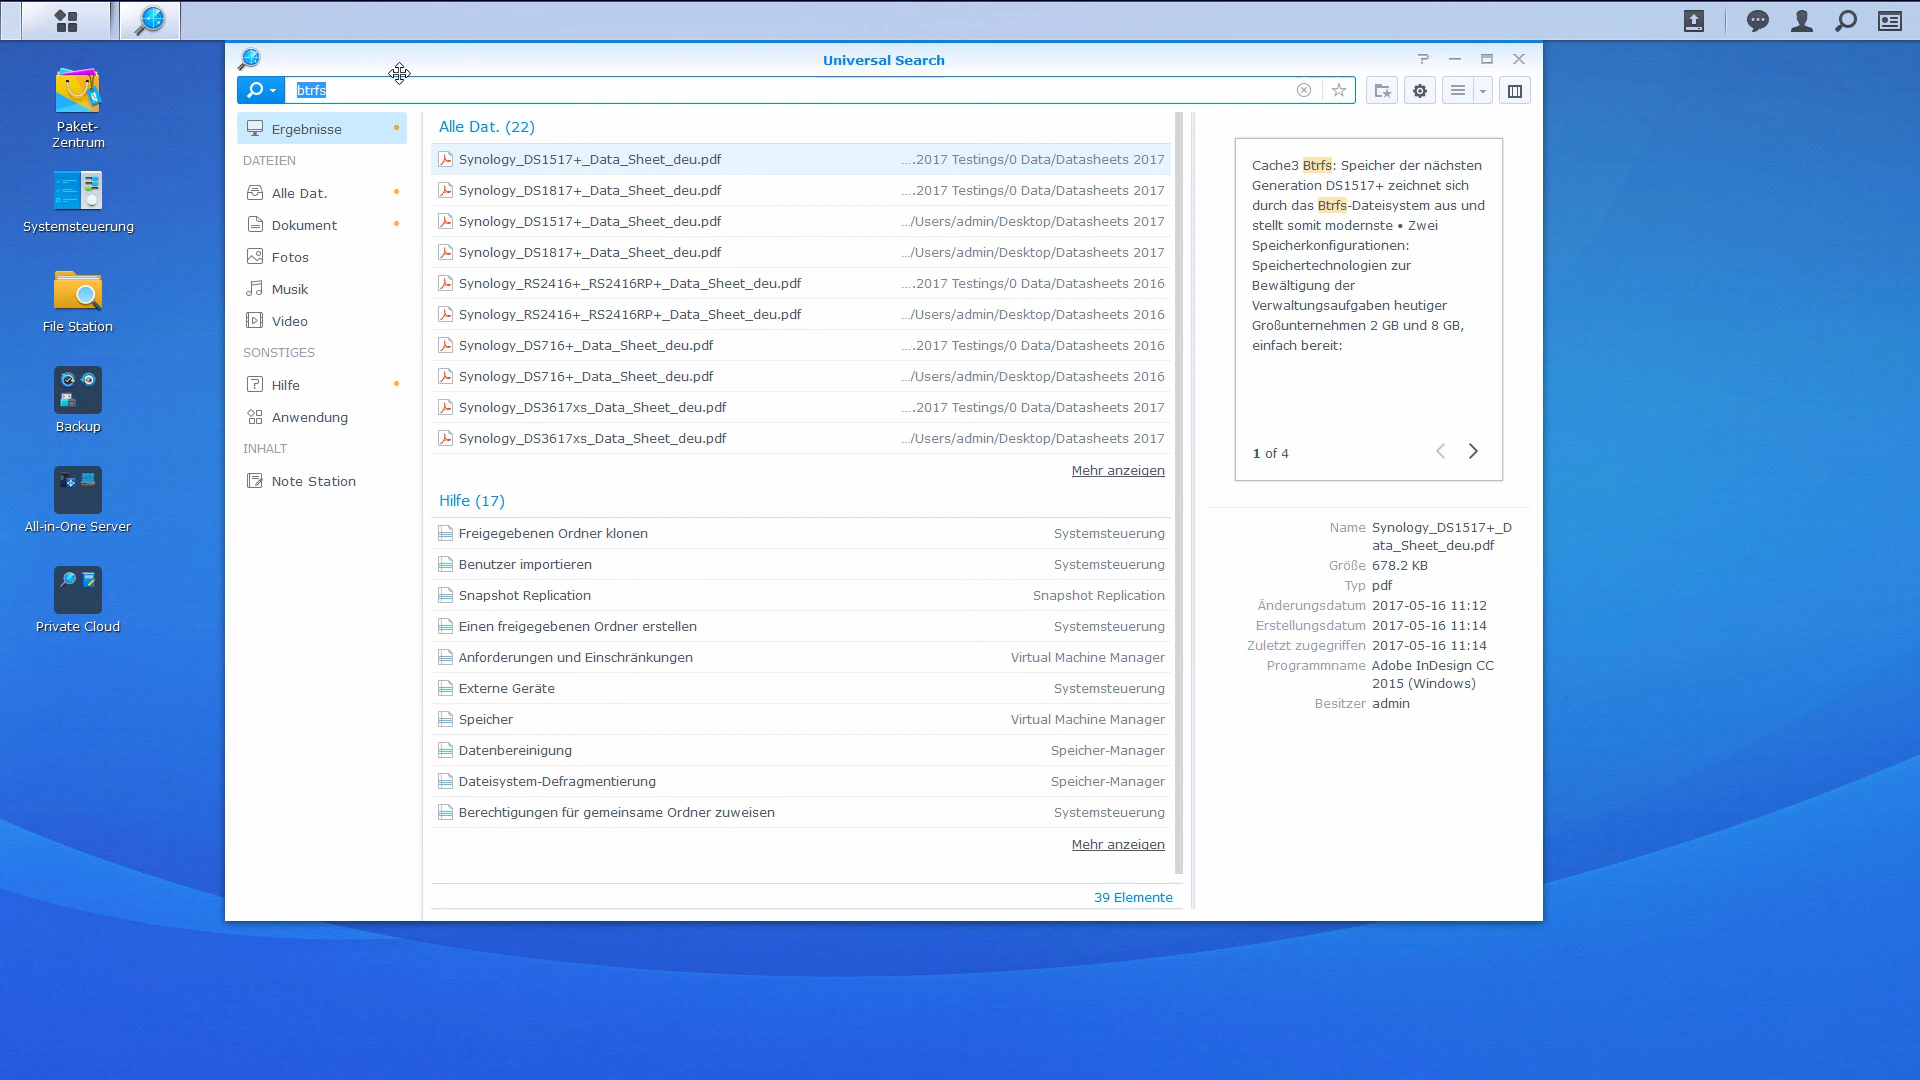 Universal Search
btrfs
Paket-
Zentrum
Systemsteuerung
File Station
Backup
All-in-One Server
Private Cloud
Ergebnisse
DATEIEN
Alle Dat.
Dokument
Fotos
Musik
Video
SONSTIGES
Hilfe
Anwendung
INHALT
Note Station
Alle Dat. (22)
Synology_DS1517+_Data_Sheet_deu.pdf ....2017 Testings/0 Data/Datasheets 2017
Synology_DS1817+_Data_Sheet_deu.pdf ....2017 Testings/0 Data/Datasheets 2017
Synology_DS1517+_Data_Sheet_deu.pdf .../Users/admin/Desktop/Datasheets 2017
Synology_DS1817+_Data_Sheet_deu.pdf .../Users/admin/Desktop/Datasheets 2017
Synology_RS2416+_RS2416RP+_Data_Sheet_deu.pdf ....2017 Testings/0 Data/Datasheets 2016
Synology_RS2416+_RS2416RP+_Data_Sheet_deu.pdf .../Users/admin/Desktop/Datasheets 2016
Synology_DS716+_Data_Sheet_deu.pdf ....2017 Testings/0 Data/Datasheets 2016
Synology_DS716+_Data_Sheet_deu.pdf .../Users/admin/Desktop/Datasheets 2016
Synology_DS3617xs_Data_Sheet_deu.pdf ....2017 Testings/0 Data/Datasheets 2017
Synology_DS3617xs_Data_Sheet_deu.pdf .../Users/admin/Desktop/Datasheets 2017
Mehr anzeigen
Hilfe (17)
Freigegebenen Ordner klonen Systemsteuerung
Benutzer importieren Systemsteuerung
Snapshot Replication Snapshot Replication
Einen freigegebenen Ordner erstellen Systemsteuerung
Anforderungen und Einschränkungen Virtual Machine Manager
Externe Geräte Systemsteuerung
Speicher Virtual Machine Manager
Datenbereinigung Speicher-Manager
Dateisystem-Defragmentierung Speicher-Manager
Berechtigungen für gemeinsame Ordner zuweisen Systemsteuerung
Mehr anzeigen
39 Elemente
Cache3 Btrfs: Speicher der nächsten
Generation DS1517+ zeichnet sich
durch das Btrfs-Dateisystem aus und
stellt somit modernste • Zwei
Speicherkonfigurationen:
Speichertechnologien zur
Bewältigung der
Verwaltungsaufgaben heutiger
Großunternehmen 2 GB und 8 GB,
einfach bereit:
1 of 4
Name Synology_DS1517+_D
ata_Sheet_deu.pdf
Größe 678.2 KB
Typ pdf
Änderungsdatum 2017-05-16 11:12
Erstellungsdatum 2017-05-16 11:14
Zuletzt zugegriffen 2017-05-16 11:14
Programmname Adobe InDesign CC
2015 (Windows)
Besitzer admin